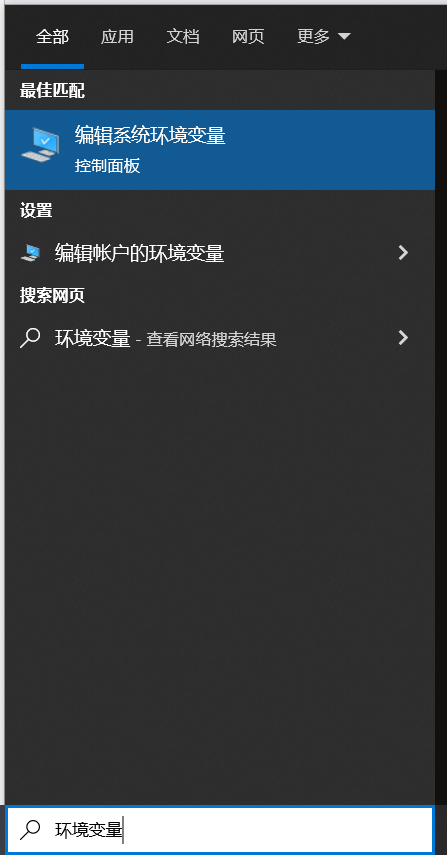 全部 应用 文档 网页 更多
最佳匹配
编辑系统环境变量
控制面板
设置
编辑帐户的环境变量
搜索网页
环境变量 - 查看网络搜索结果
环境变量